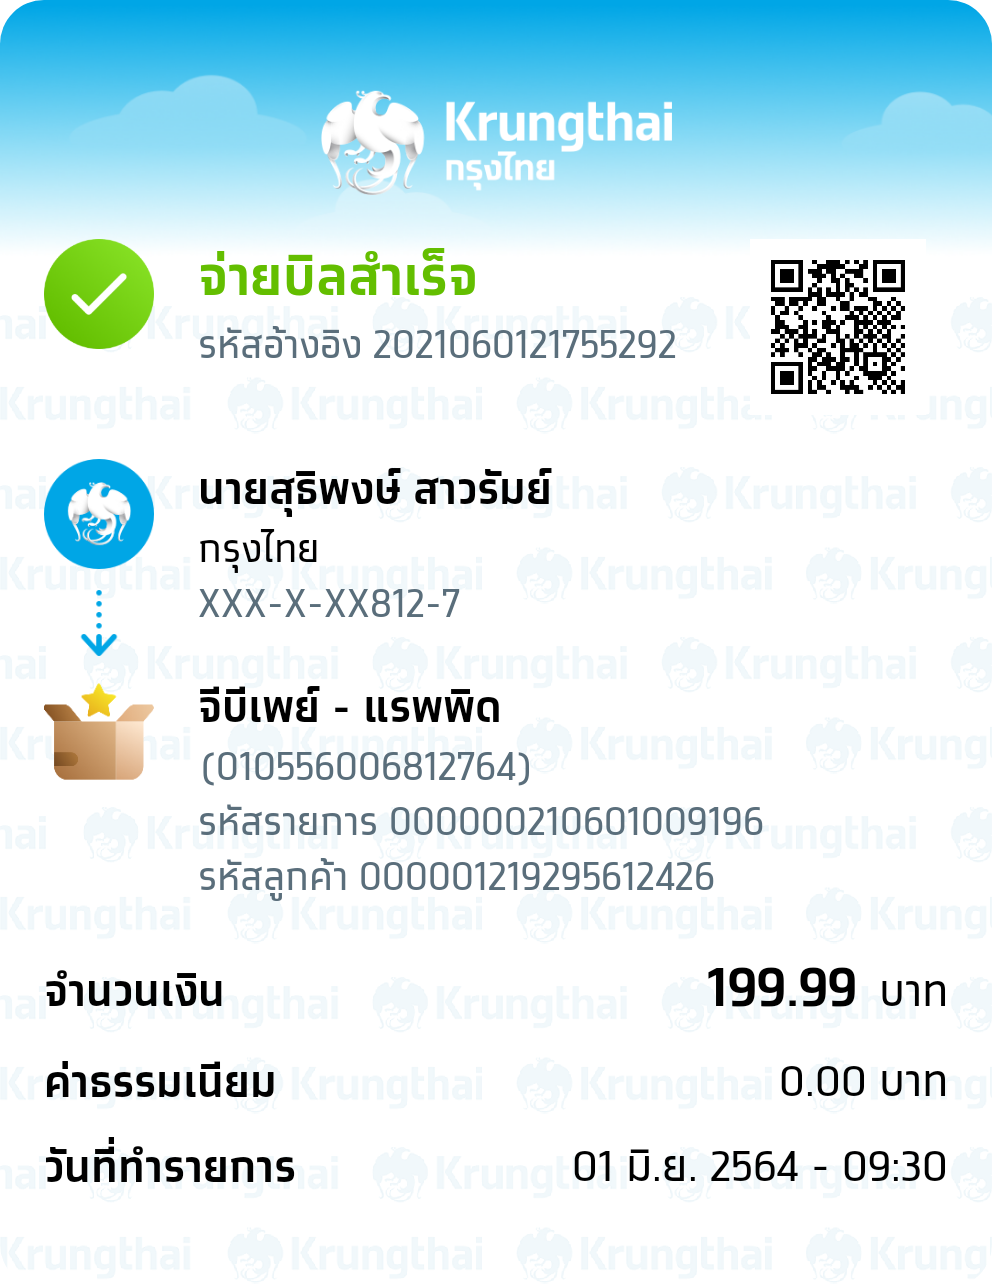 Krungthai
กรุงไทย
จ่ายบิลสำเร็จ
รหัสอ้างอิง 2021060121755292
นายสุธิพงษ์ สาวรัมย์
กรุงไทย
XXX-X-XX812-7
จีบีเพย์ - แรพพิด
(010556006812764)
รหัสรายการ 000000210601009196
รหัสลูกค้า 000001219295612426
จำนวนเงิน 199.99 บาท
ค่าธรรมเนียม 0.00 บาท
วันที่ทำรายการ 01 มิ.ย. 2564 - 09:30